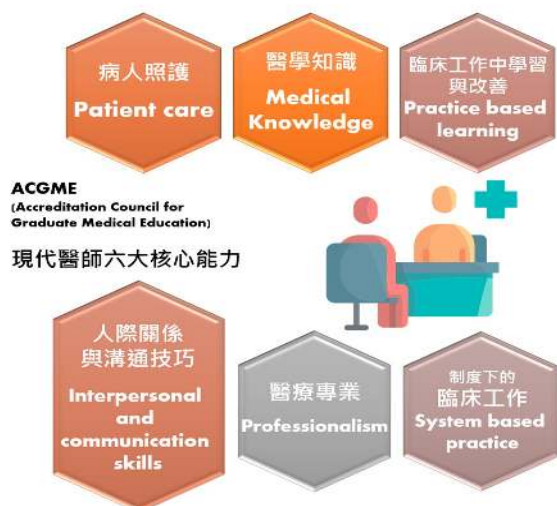 病人照護
Patient care
醫學知識
Medical
Knowledge
臨床工作中學習
與改善
Practice based
learning
ACGME
(Accreditation Council for
Graduate Medical Education)
現代醫師六大核心能力
人際關係
與溝通技巧
Interpersonal
and
communication
skills
醫療專業
Professionalism
制度下的
臨床工作
System based
practice